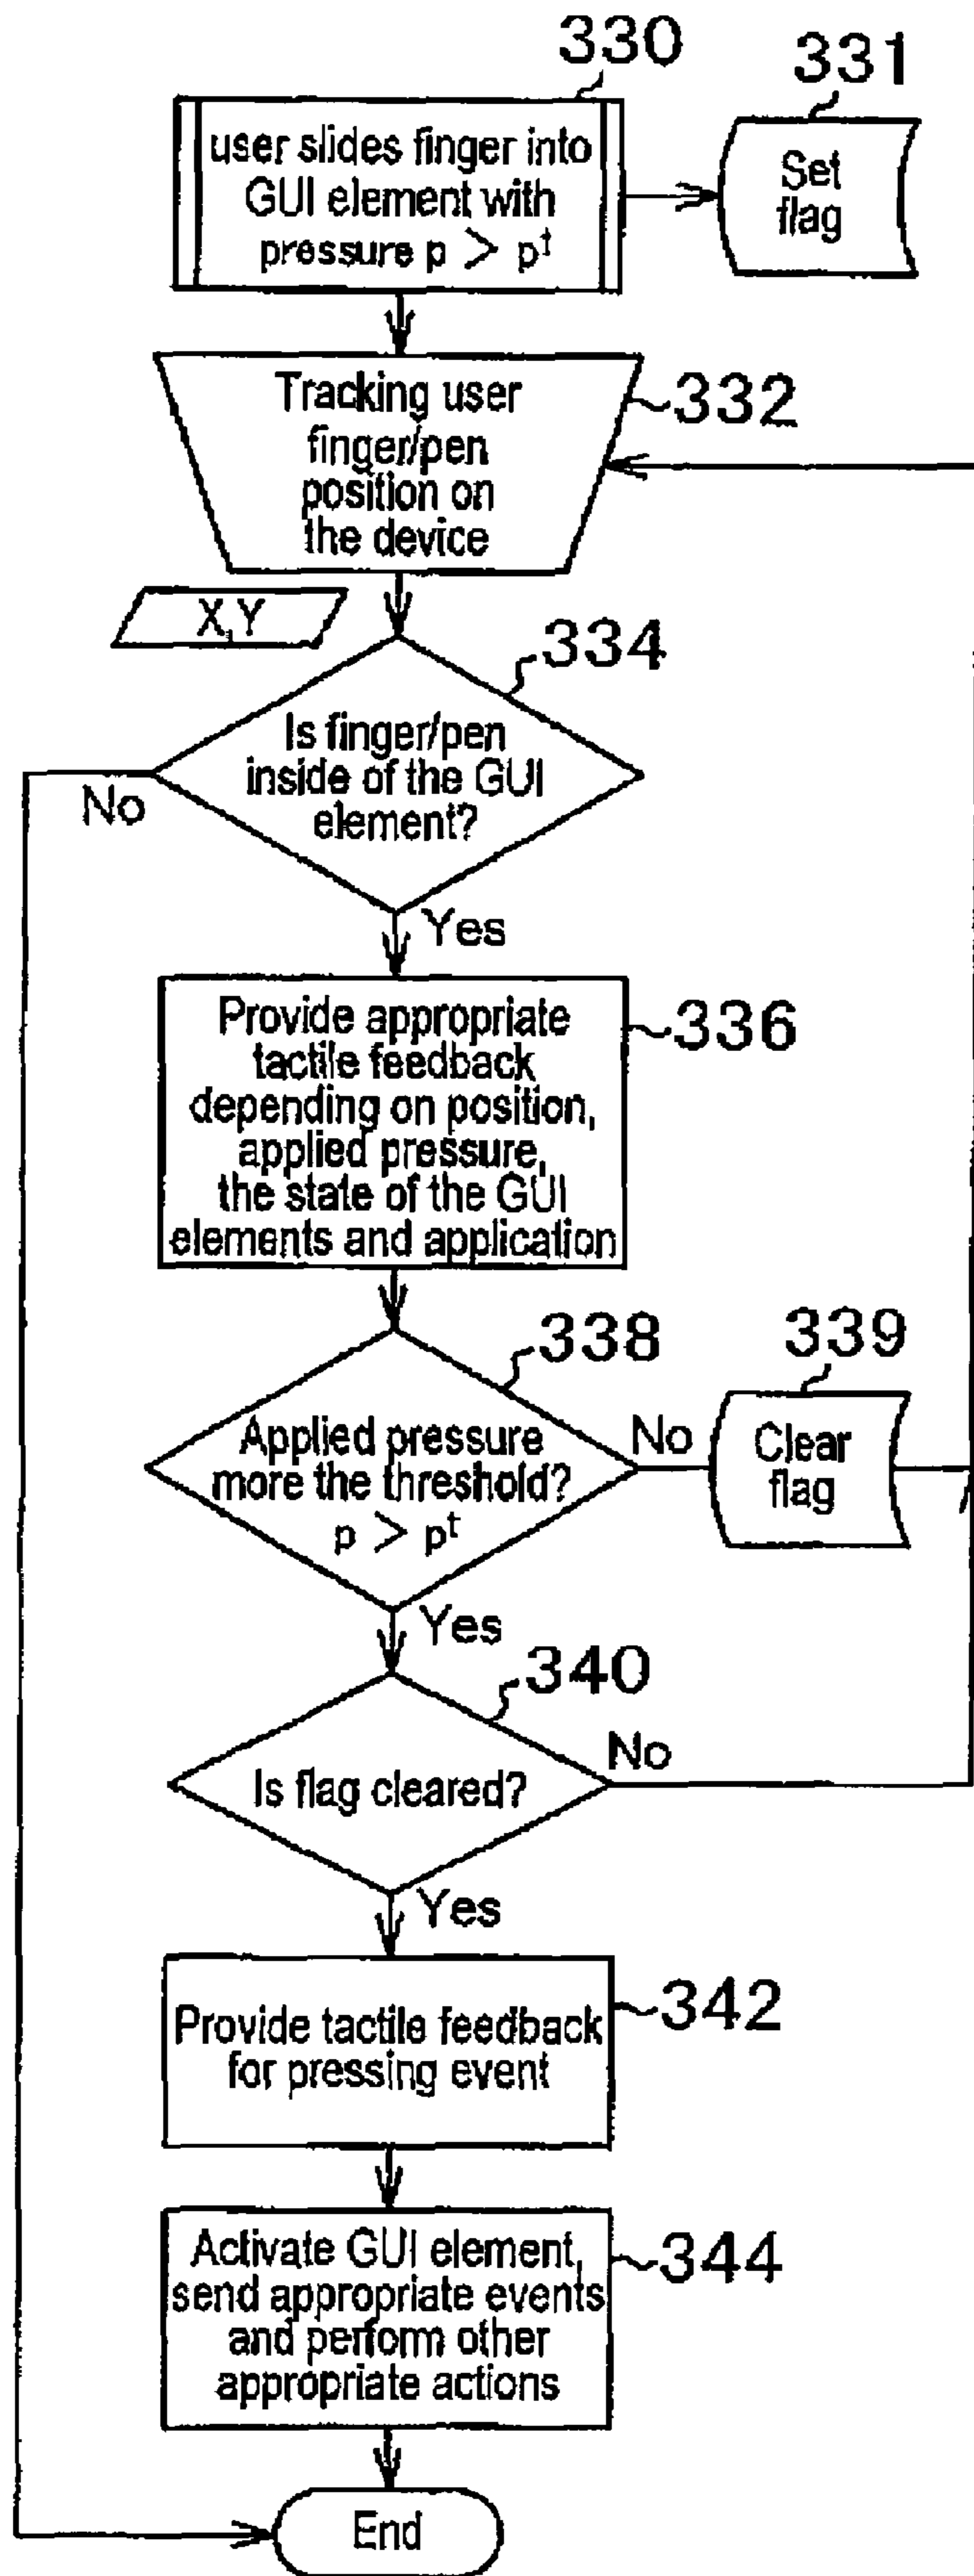 330
331
user slides finger into
GUI element with
pressure p > pᵗ
Set
flag
Tracking user
finger/pen
position on
the device
332
X,Y
334
Is finger/pen
inside of the GUI
element?
No
Yes
Provide appropriate
tactile feedback
depending on position,
applied pressure,
the state of the GUI
elements and application
336
338
339
Applied pressure
more the threshold?
p > pᵗ
No
Clear
flag
Yes
340
Is flag cleared?
No
Yes
Provide tactile feedback
for pressing event
342
Activate GUI element,
send appropriate events
and perform other
appropriate actions
344
End